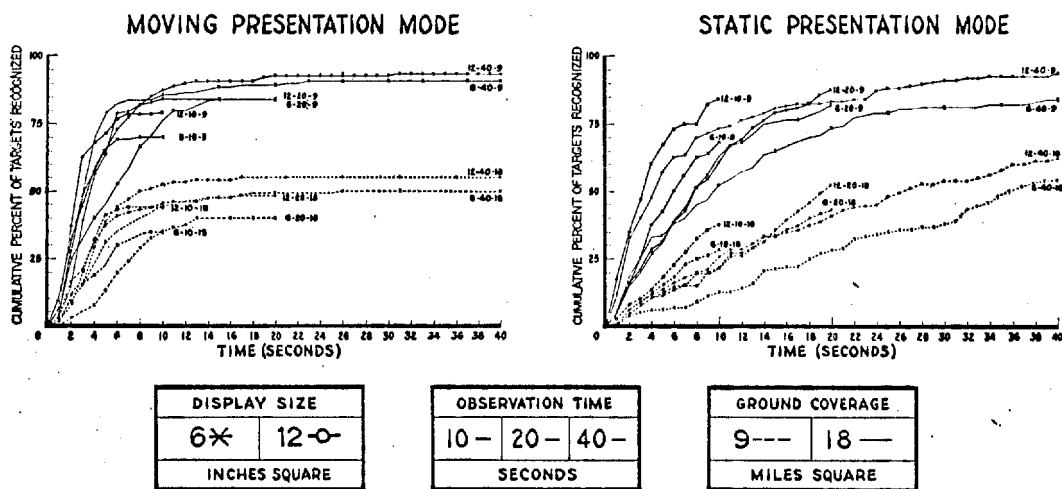 MOVING PRESENTATION MODE
CUMULATIVE PERCENT OF TARGETS RECOGNIZED
100
75
50
25
0
12-40-9
6-40-9
12-20-9
6-20-9
12-10-9
6-10-9
12-40-18
6-40-18
12-20-18
6-20-18
12-10-18
6-10-18
0 2 4 6 8 10 12 14 16 18 20 22 24 26 28 30 32 34 36 38 40
TIME (SECONDS)
STATIC PRESENTATION MODE
CUMULATIVE PERCENT OF TARGETS RECOGNIZED
100
75
50
25
0
12-40-9
6-40-9
12-20-9
6-20-9
12-10-9
6-10-9
12-40-18
6-40-18
12-20-18
6-20-18
12-10-18
6-10-18
0 2 4 6 8 10 12 14 16 18 20 22 24 26 28 30 32 34 36 38 40
TIME (SECONDS)
DISPLAY SIZE
6 12
INCHES SQUARE
OBSERVATION TIME
10- 20- 40-
SECONDS
GROUND COVERAGE
9--- 18—
MILES SQUARE